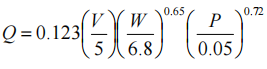 Q = 0.123 (V/5) (W/6.8)^0.65 (P/0.05)^0.72